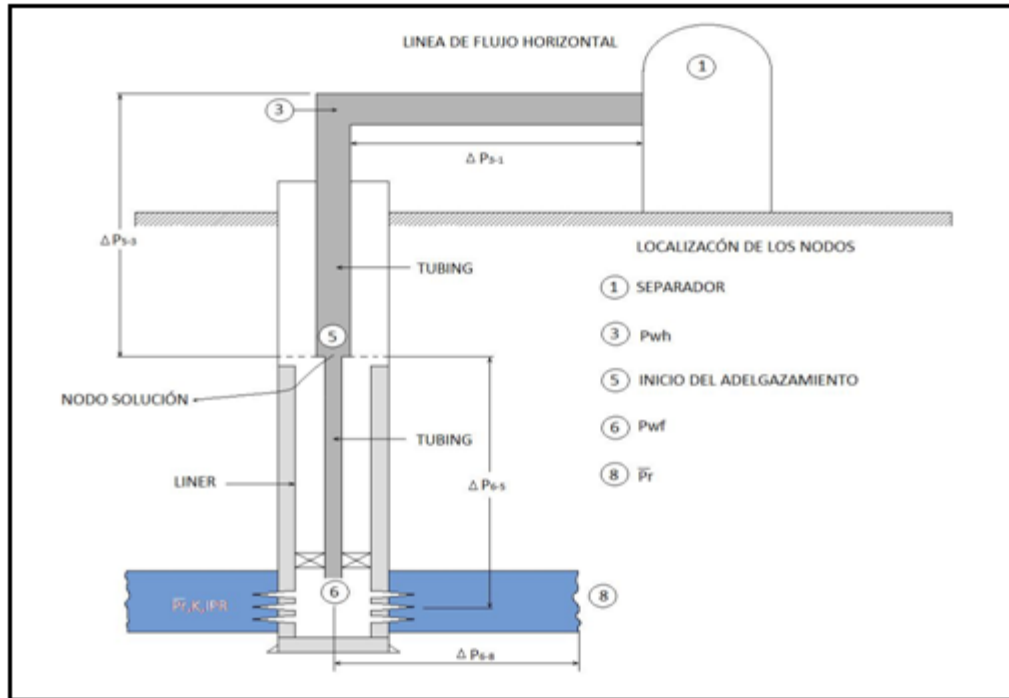 LINEA DE FLUJO HORIZONTAL
1
3
△ P3-1
△ P5-3
LOCALIZACÓN DE LOS NODOS
TUBING
1 SEPARADOR
3 Pwh
5
NODO SOLUCIÓN
5 INICIO DEL ADELGAZAMIENTO
TUBING
6 Pwf
LINER
△ P6-5
8 P̅r
6
P̅r,K,IPR
8
△ P6-8